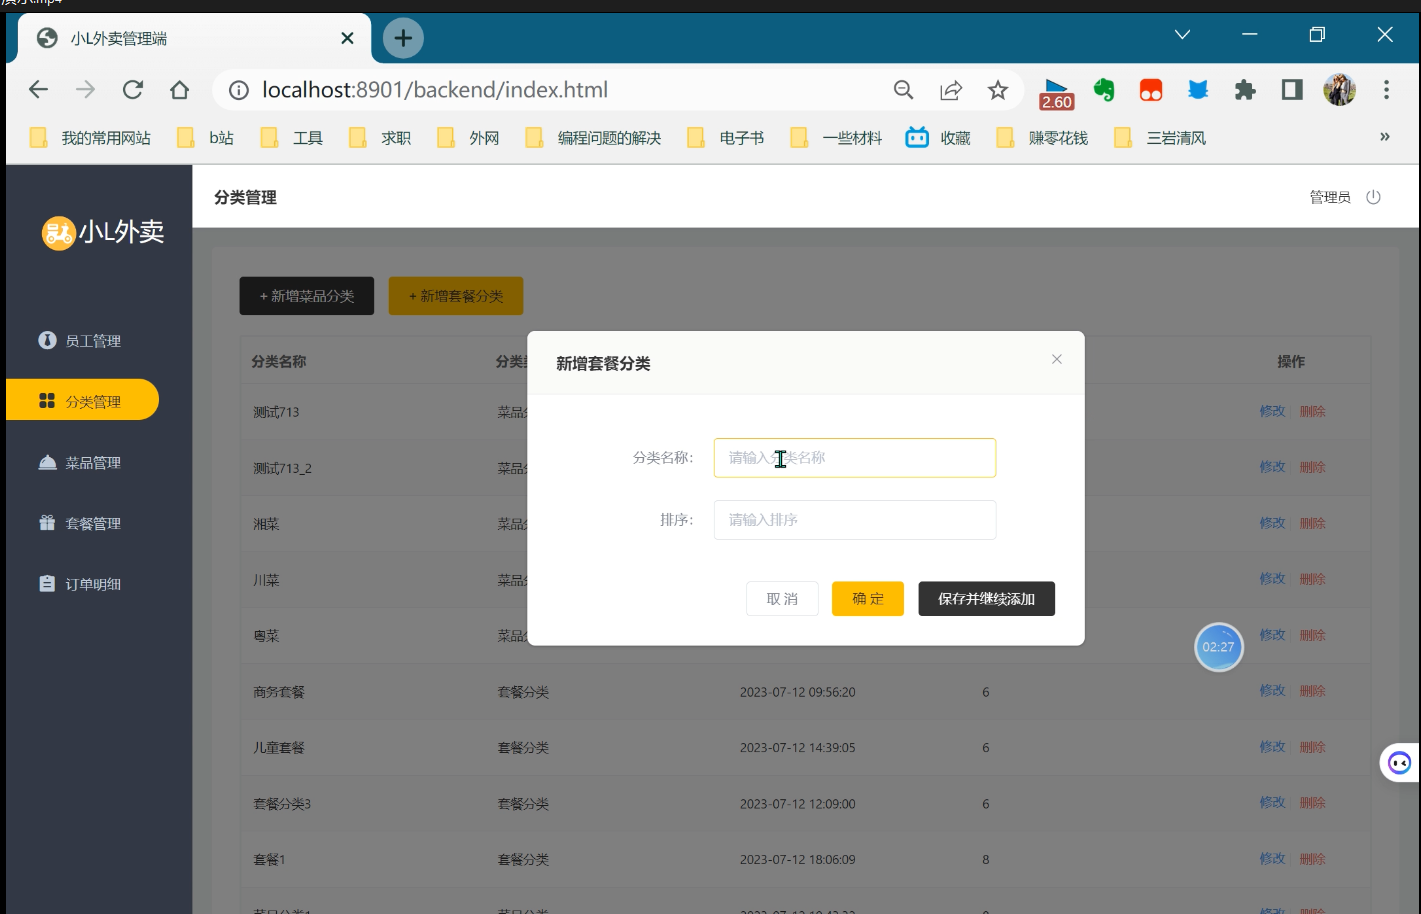 演示.mp4
小L外卖管理端
localhost:8901/backend/index.html
2.60
我的常用网站 b站 工具 求职 外网 编程问题的解决 电子书 一些材料 收藏 赚零花钱 三岩清风 »
小L外卖
分类管理
管理员
员工管理
分类管理
菜品管理
套餐管理
订单明细
+ 新增菜品分类 + 新增套餐分类
分类名称 分类 操作
测试713 菜品 修改 删除
测试713_2 菜品 修改 删除
湘菜 菜品 修改 删除
川菜 菜品 修改 删除
粤菜 菜品 修改 删除
商务套餐 套餐分类 2023-07-12 09:56:20 6 修改 删除
儿童套餐 套餐分类 2023-07-12 14:39:05 6 修改 删除
套餐分类3 套餐分类 2023-07-12 12:09:00 6 修改 删除
套餐1 套餐分类 2023-07-12 18:06:09 8 修改 删除
新增套餐分类
分类名称: 请输入分类名称
排序: 请输入排序
取 消 确 定 保存并继续添加
02:27